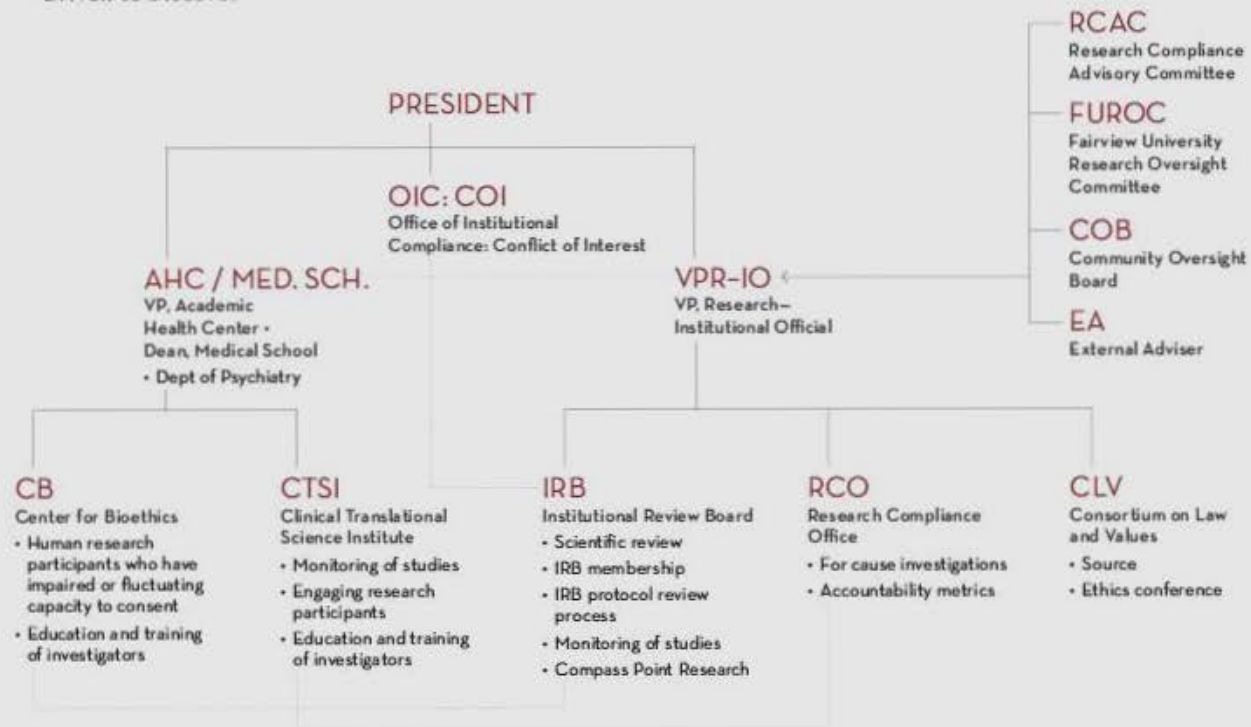 PRESIDENT
OIC: COI
Office of Institutional
Compliance: Conflict of Interest
AHC / MED. SCH.
VP, Academic
Health Center •
Dean, Medical School
• Dept of Psychiatry
VPR–IO
VP, Research–
Institutional Official
RCAC
Research Compliance
Advisory Committee
FUROC
Fairview University
Research Oversight
Committee
COB
Community Oversight
Board
EA
External Adviser
CB
Center for Bioethics
• Human research
participants who have
impaired or fluctuating
capacity to consent
• Education and training
of investigators
CTSI
Clinical Translational
Science Institute
• Monitoring of studies
• Engaging research
participants
• Education and training
of investigators
IRB
Institutional Review Board
• Scientific review
• IRB membership
• IRB protocol review
process
• Monitoring of studies
• Compass Point Research
RCO
Research Compliance
Office
• For cause investigations
• Accountability metrics
CLV
Consortium on Law
and Values
• Source
• Ethics conference